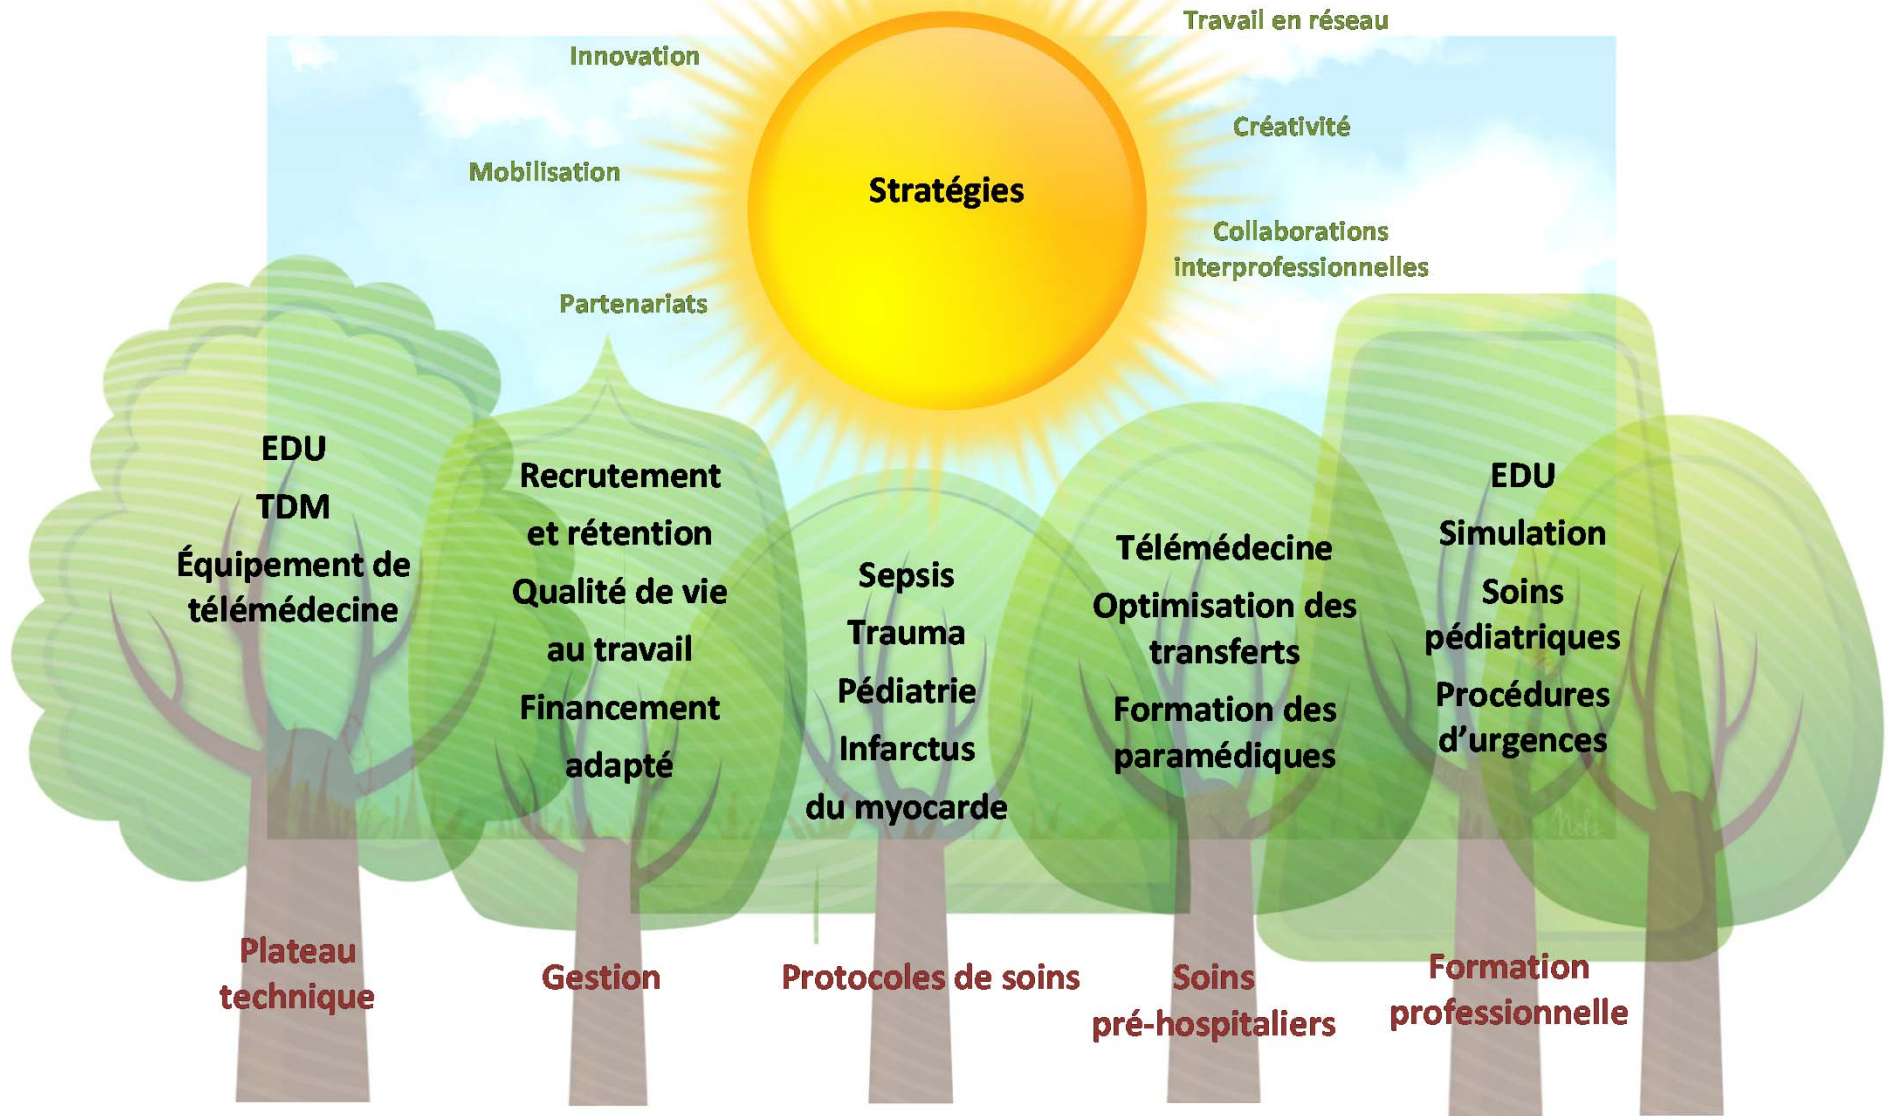 Travail en réseau
Innovation
Créativité
Mobilisation
Stratégies
Collaborations
interprofessionnelles
Partenariats
EDU
TDM
Équipement de
télémédecine
Recrutement
et rétention
Qualité de vie
au travail
Financement
adapté
Sepsis
Trauma
Pédiatrie
Infarctus
du myocarde
Télémédecine
Optimisation des
transferts
Formation des
paramédiques
EDU
Simulation
Soins
pédiatriques
Procédures
d'urgences
Plateau
technique
Gestion
Protocoles de soins
Soins
pré-hospitaliers
Formation
professionnelle